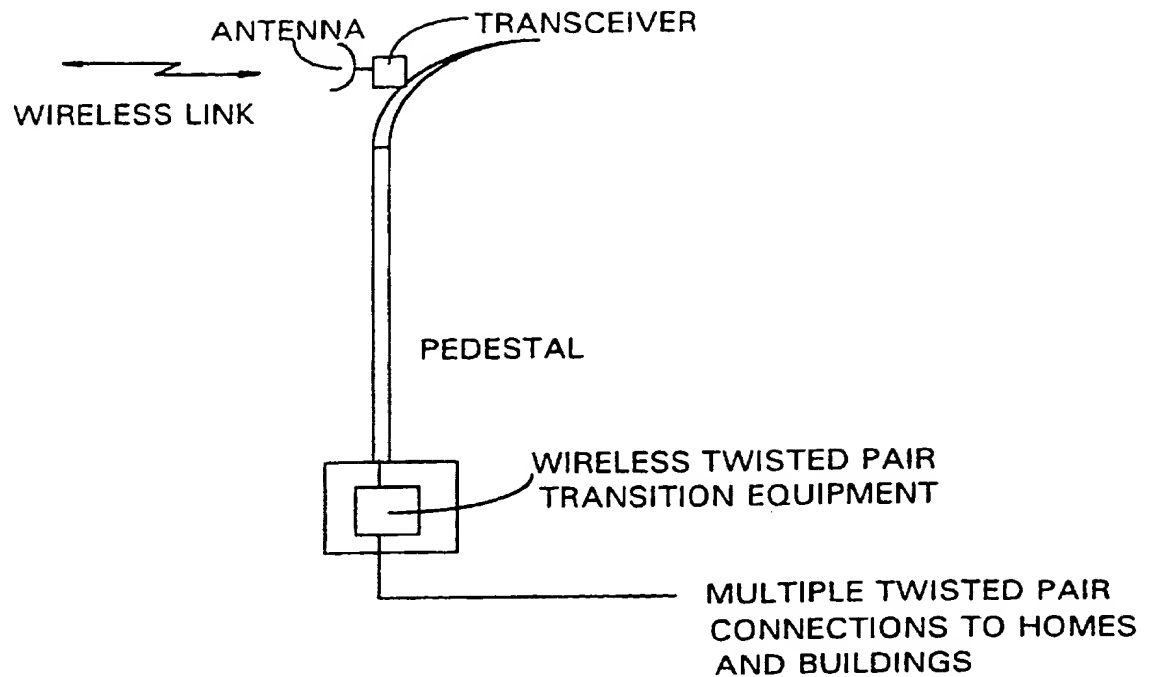 ANTENNA
TRANSCEIVER
WIRELESS LINK
PEDESTAL
WIRELESS TWISTED PAIR
TRANSITION EQUIPMENT
MULTIPLE TWISTED PAIR
CONNECTIONS TO HOMES
AND BUILDINGS